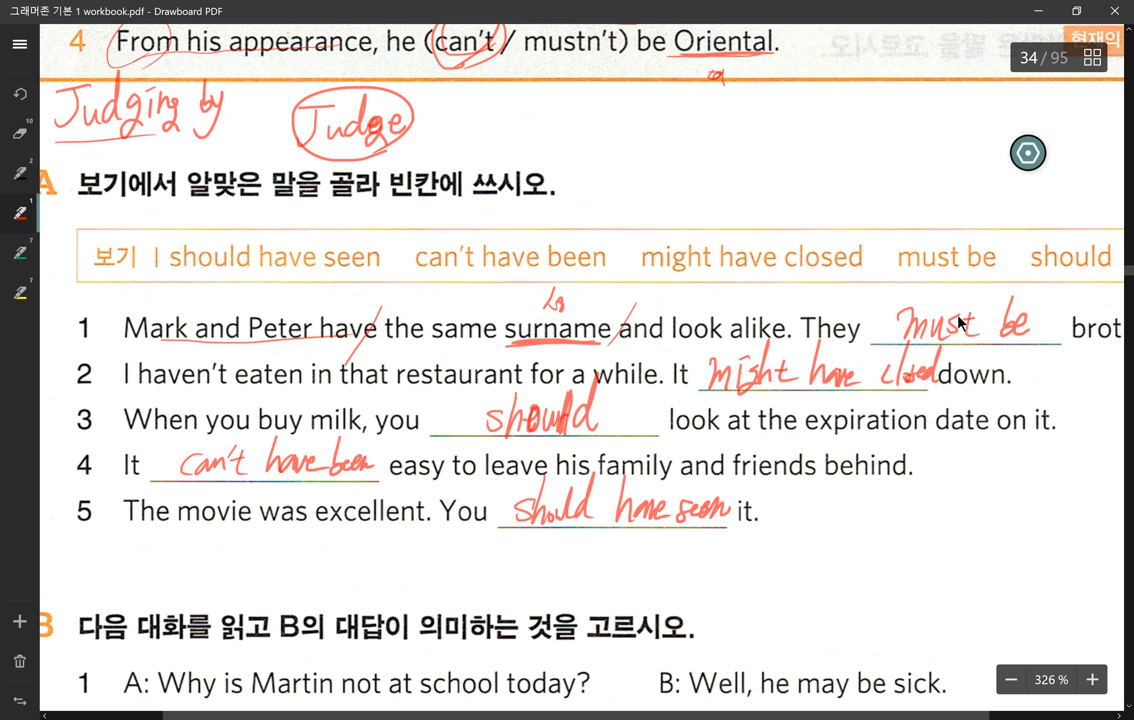 그래머존 기본 1 workbook.pdf - Drawboard PDF
4 From his appearance, he (can't / mustn't) be Oriental.
현재의
34 / 95
Judging by Judge
A 보기에서 알맞은 말을 골라 빈칸에 쓰시오.
보기 | should have seen can't have been might have closed must be should
1 Mark and Peter have the same surname and look alike. They must be brot
2 I haven't eaten in that restaurant for a while. It might have closed down.
3 When you buy milk, you should look at the expiration date on it.
4 It can't have been easy to leave his family and friends behind.
5 The movie was excellent. You should have seen it.
B 다음 대화를 읽고 B의 대답이 의미하는 것을 고르시오.
1 A: Why is Martin not at school today? B: Well, he may be sick.
326 %
10
2
1
7
7